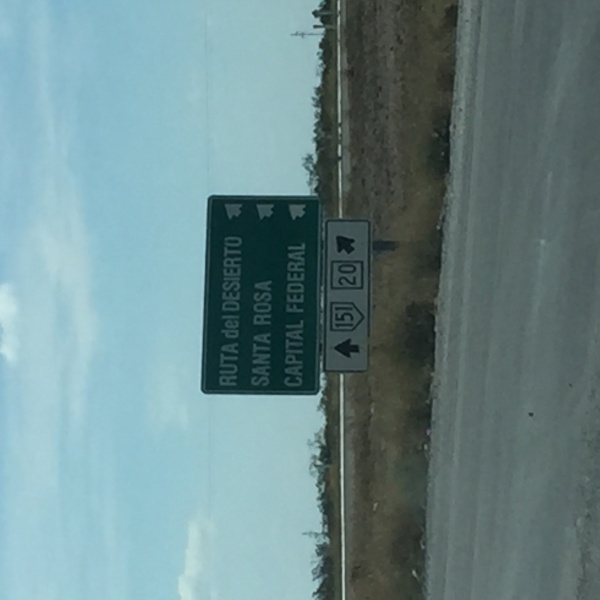 RUTA del DESIERTO
SANTA ROSA
CAPITAL FEDERAL
151 20